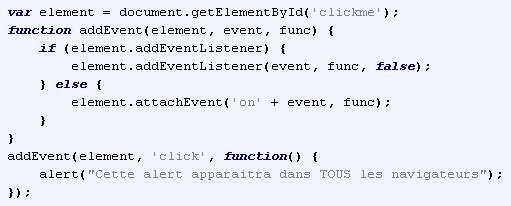 var element = document.getElementById('clickme');
function addEvent(element, event, func) {
    if (element.addEventListener) {
        element.addEventListener(event, func, false);
    } else {
        element.attachEvent('on' + event, func);
    }
}
addEvent(element, 'click', function() {
    alert("Cette alert apparaitra dans TOUS les navigateurs");
});